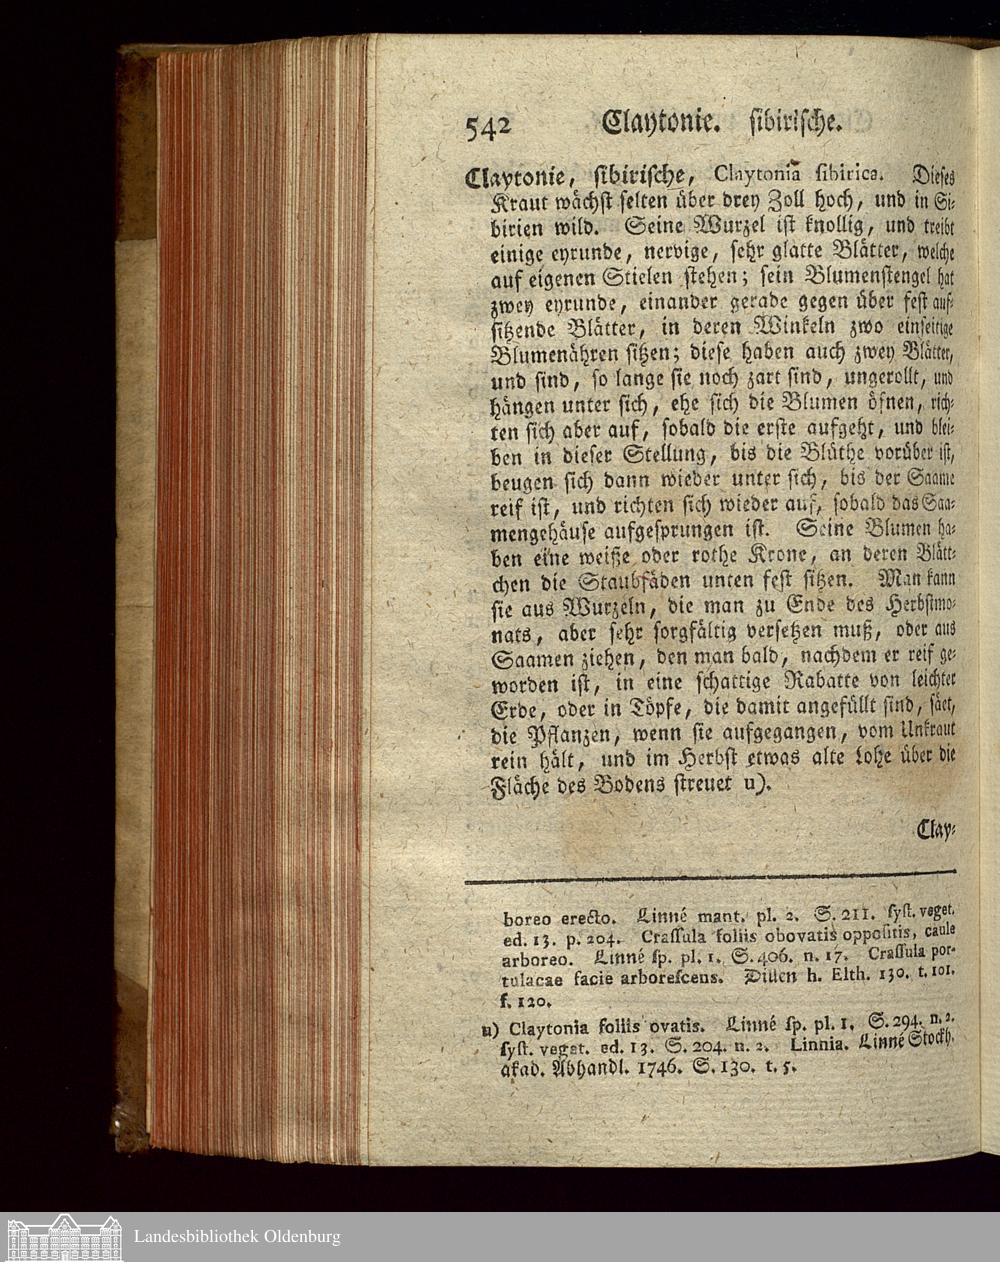 542 Claytonie. sibirische.
Claytonie, sibirische, Claytonia sibirica. Dieses
Kraut wächst selten über drey Zoll hoch, und in Si-
birien wild. Seine Wurzel ist knollig, und treibt
einige eyrunde, nervige, sehr glatte Blätter, welche
auf eigenen Stielen stehen; sein Blumenstengel hat
zwey eyrunde, einander gerade gegen über fest auf-
sitzende Blätter, in deren Winkeln zwo einseitige
Blumenähren sitzen; diese haben auch zwey Blätter,
und sind, so lange sie noch zart sind, ungerollt, und
hängen unter sich, ehe sich die Blumen öfnen, rich-
ten sich aber auf, sobald die erste aufgeht, und blei-
ben in dieser Stellung, bis die Blüthe vorüber ist,
beugen sich dann wieder unter sich, bis der Saame
reif ist, und richten sich wieder auf, sobald das Saa-
mengehäuse aufgesprungen ist. Seine Blumen ha-
ben eine weiße oder rothe Krone, an deren Blätt-
chen die Staubfäden unten fest sitzen. Man kann
sie aus Wurzeln, die man zu Ende des Herbstmo-
nats, aber sehr sorgfältig versetzen muß, oder aus
Saamen ziehen, den man bald, nachdem er reif ge-
worden ist, in eine schattige Rabatte von leichter
Erde, oder in Töpfe, die damit angefüllt sind, säet,
die Pflanzen, wenn sie aufgegangen, vom Unkraut
rein hält, und im Herbst etwas alte Lohe über die
Fläche des Bodens streuet u).
Clay-
boreo erecto. Linné mant. pl. 2. S. 211. syst. veget.
ed. 13. p. 204. Crassula foliis obovatis oppositis, caule
arboreo. Linné sp. pl. 1. S. 406. n. 17. Crassula por-
tulacae facie arborescens. Dillen h. Elth. 130. t. 101.
f. 120.
u) Claytonia foliis ovatis. Linné sp. pl. 1. S. 294. n. 2.
syst. veget. ed. 13. S. 204. n. 2. Linnia. Linné Stockh.
akad. Abhandl. 1746. S. 130. t. 5.
Landesbibliothek Oldenburg